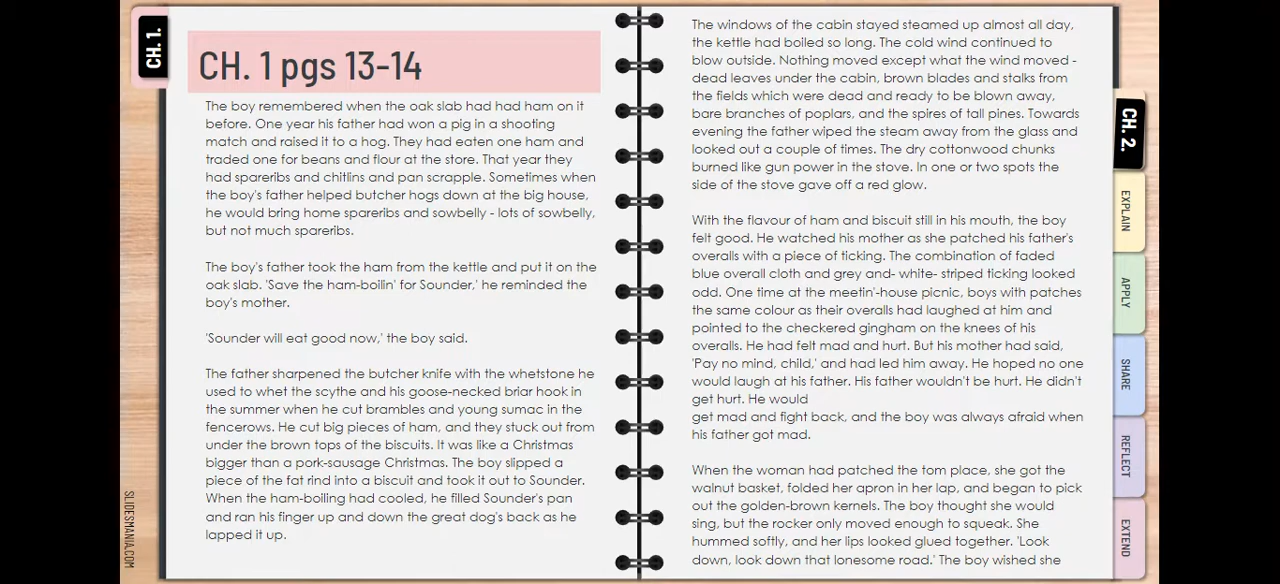 CH. 1.
CH. 1 pgs 13-14
The boy remembered when the oak slab had had ham on it
before. One year his father had won a pig in a shooting
match and raised it to a hog. They had eaten one ham and
traded one for beans and flour at the store. That year they
had spareribs and chitlins and pan scrapple. Sometimes when
the boy's father helped butcher hogs down at the big house,
he would bring home spareribs and sowbelly - lots of sowbelly,
but not much spareribs.
The boy's father took the ham from the kettle and put it on the
oak slab. 'Save the ham-boilin' for Sounder,' he reminded the
boy's mother.
'Sounder will eat good now,' the boy said.
The father sharpened the butcher knife with the whetstone he
used to whet the scythe and his goose-necked briar hook in
the summer when he cut brambles and young sumac in the
fencerows. He cut big pieces of ham, and they stuck out from
under the brown tops of the biscuits. It was like a Christmas
bigger than a pork-sausage Christmas. The boy slipped a
piece of the fat rind into a biscuit and took it out to Sounder.
When the ham-boiling had cooled, he filled Sounder's pan
and ran his finger up and down the great dog's back as he
lapped it up.
SLIDESMANIA.COM
The windows of the cabin stayed steamed up almost all day,
the kettle had boiled so long. The cold wind continued to
blow outside. Nothing moved except what the wind moved -
dead leaves under the cabin, brown blades and stalks from
the fields which were dead and ready to be blown away,
bare branches of poplars, and the spires of tall pines. Towards
evening the father wiped the steam away from the glass and
looked out a couple of times. The dry cottonwood chunks
burned like gun power in the stove. In one or two spots the
side of the stove gave off a red glow.
With the flavour of ham and biscuit still in his mouth, the boy
felt good. He watched his mother as she patched his father's
overalls with a piece of ticking. The combination of faded
blue overall cloth and grey and- white- striped ticking looked
odd. One time at the meetin'-house picnic, boys with patches
the same colour as their overalls had laughed at him and
pointed to the checkered gingham on the knees of his
overalls. He had felt mad and hurt. But his mother had said,
'Pay no mind, child,' and had led him away. He hoped no one
would laugh at his father. His father wouldn't be hurt. He didn't
get hurt. He would
get mad and fight back, and the boy was always afraid when
his father got mad.
When the woman had patched the tom place, she got the
walnut basket, folded her apron in her lap, and began to pick
out the golden-brown kernels. The boy thought she would
sing, but the rocker only moved enough to squeak. She
hummed softly, and her lips looked glued together. 'Look
down, look down that lonesome road.' The boy wished she
CH. 2.
EXPLAIN
APPLY
SHARE
REFLECT
EXTEND